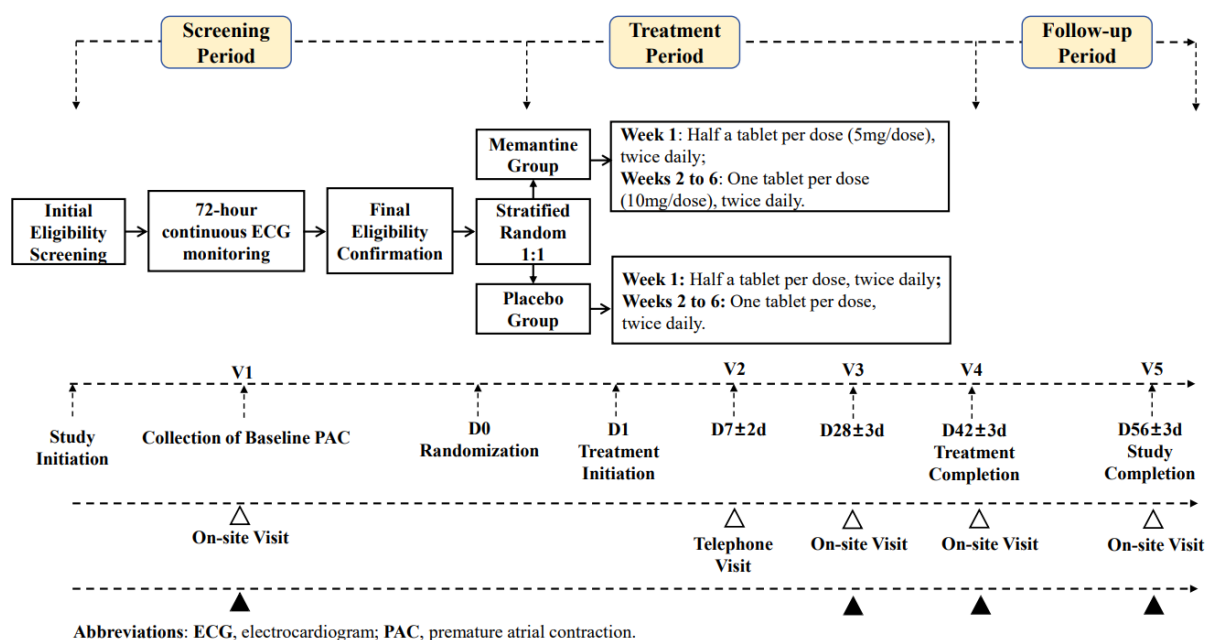 Screening
Period
Treatment
Period
Follow-up
Period
Initial
Eligibility
Screening
72-hour
continuous ECG
monitoring
Final
Eligibility
Confirmation
Memantine
Group
Stratified
Random
1:1
Placebo
Group
Week 1: Half a tablet per dose (5mg/dose),
twice daily;
Weeks 2 to 6: One tablet per dose
(10mg/dose), twice daily.
Week 1: Half a tablet per dose, twice daily;
Weeks 2 to 6: One tablet per dose,
twice daily.
V1
V2
V3
V4
V5
Study
Initiation
Collection of Baseline PAC
D0
Randomization
D1
Treatment
Initiation
D7±2d
D28±3d
D42±3d
Treatment
Completion
D56±3d
Study
Completion
On-site Visit
Telephone
Visit
On-site Visit
On-site Visit
On-site Visit
Abbreviations: ECG, electrocardiogram; PAC, premature atrial contraction.